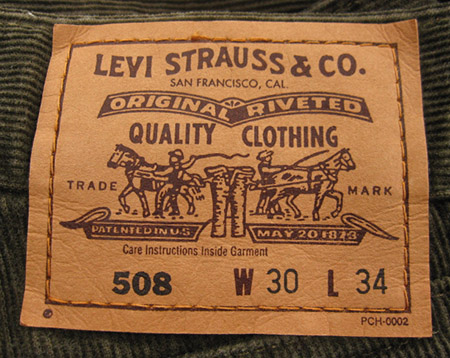 LEVI STRAUSS & CO.
SAN FRANCISCO, CAL.
ORIGINAL RIVETED
QUALITY CLOTHING
TRADE MARK
PATENTED IN U.S. MAY 20 1873
Care Instructions Inside Garment
508 W 30 L 34
PCH-0002